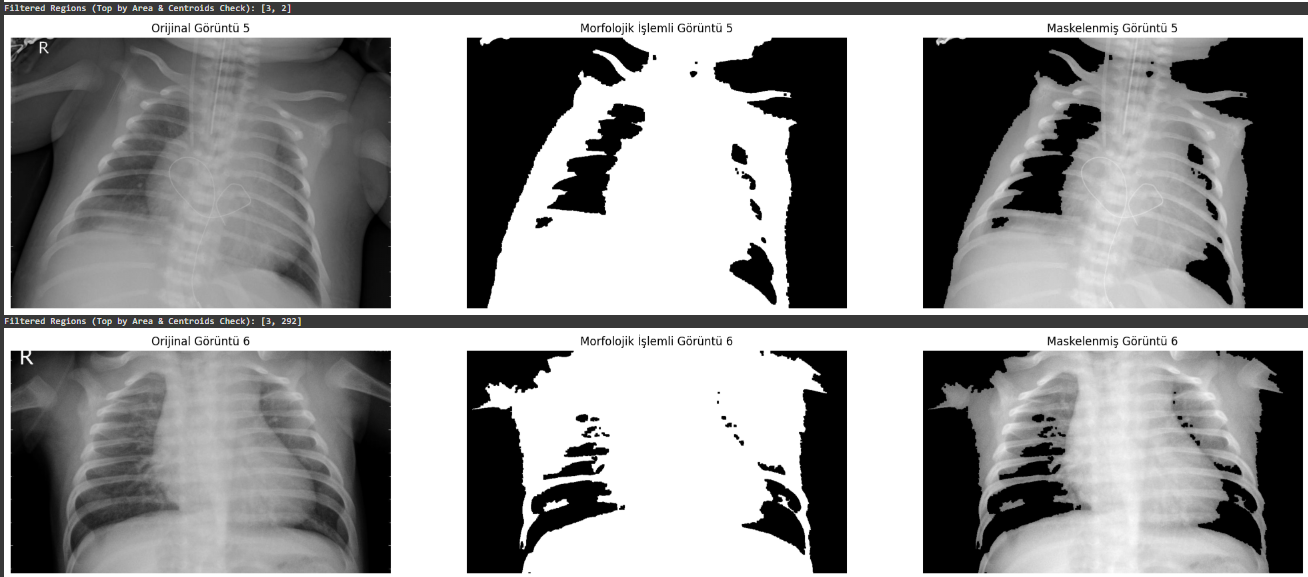 Filtered Regions (Top by Area & Centroids Check): [3, 2]
Orijinal Görüntü 5
Morfolojik İşlemli Görüntü 5
Maskelenmiş Görüntü 5
R
Filtered Regions (Top by Area & Centroids Check): [3, 292]
Orijinal Görüntü 6
Morfolojik İşlemli Görüntü 6
Maskelenmiş Görüntü 6
R